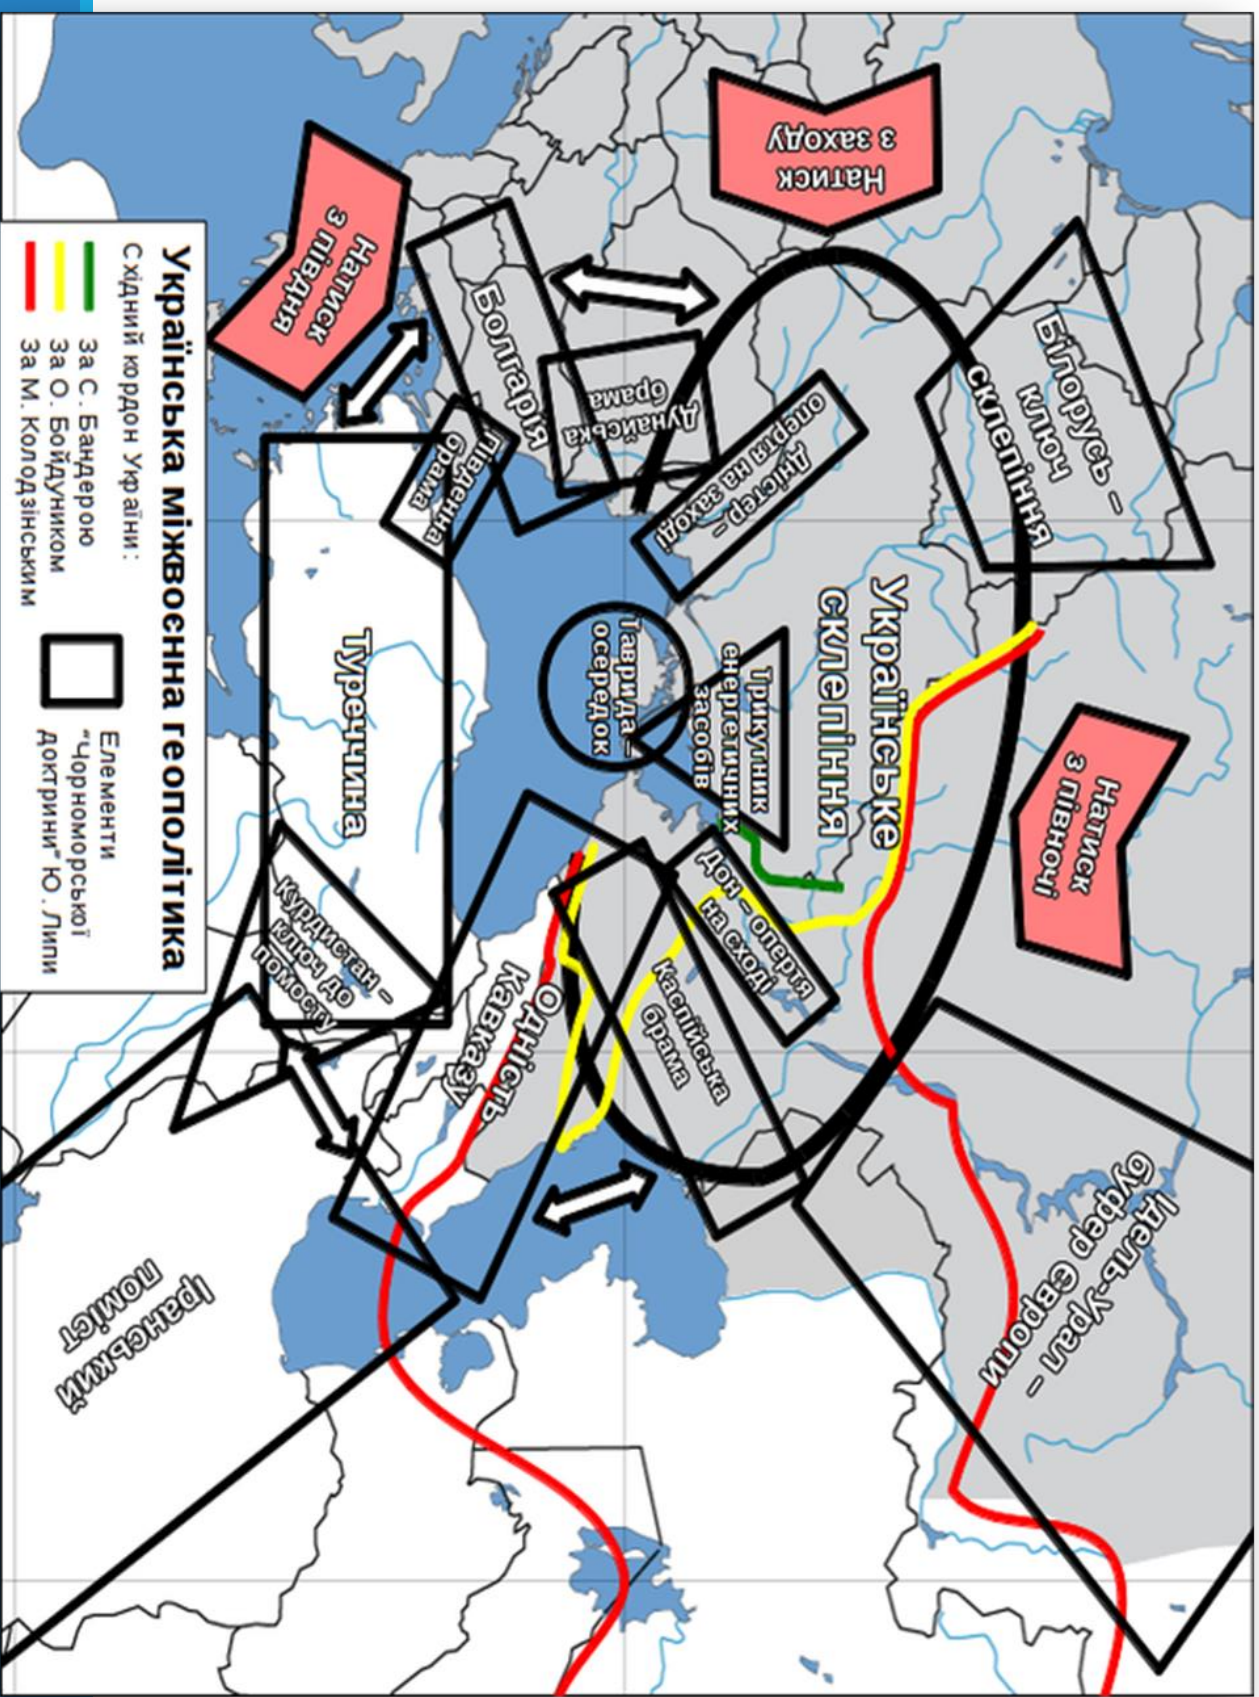 Натиск
з заходу
Натиск
з півдня
Натиск
з півночі
Білорусь –
ключ
склепіння
Українське
склепіння
Дністер –
опертя на заході
Дунайська
брама
Болгарія
Південна
брама
Таврида –
осередок
Трикутник
енергетичних
засобів
Дон – опертя
на сході
Каспійська
брама
Одність
Кавказу
Туреччина
Курдистан –
ключ до
помосту
Іранський
поміст
Ідель-Урал –
буфер Європи
Українська міжвоєнна геополітика
Східний кордон України:
За С. Бандерою
За О. Бойдуником
За М. Колодзінським
Елементи
"Чорноморської
доктрини" Ю. Липи